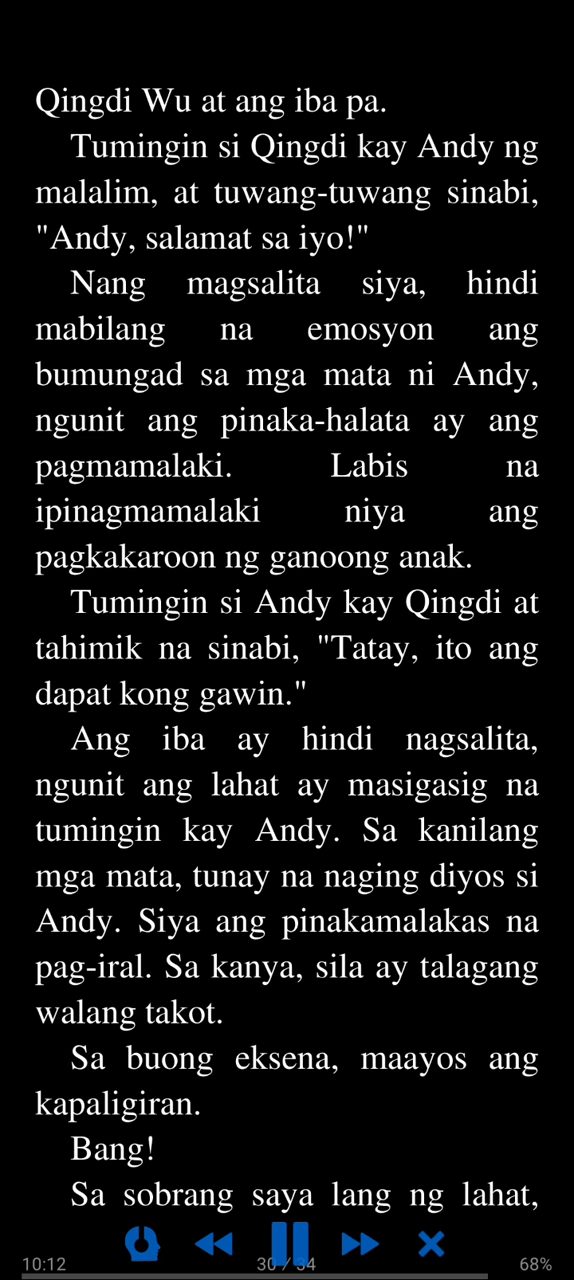 Qingdi Wu at ang iba pa.
Tumingin si Qingdi kay Andy ng
malalim, at tuwang-tuwang sinabi,
"Andy, salamat sa iyo!"
Nang magsalita siya, hindi
mabilang na emosyon ang
bumungad sa mga mata ni Andy,
ngunit ang pinaka-halata ay ang
pagmamalaki. Labis na
ipinagmamalaki niya ang
pagkakaroon ng ganoong anak.
Tumingin si Andy kay Qingdi at
tahimik na sinabi, "Tatay, ito ang
dapat kong gawin."
Ang iba ay hindi nagsalita,
ngunit ang lahat ay masigasig na
tumingin kay Andy. Sa kanilang
mga mata, tunay na naging diyos si
Andy. Siya ang pinakamalakas na
pag-iral. Sa kanya, sila ay talagang
walang takot.
Sa buong eksena, maayos ang
kapaligiran.
Bang!
Sa sobrang saya lang ng lahat,
10:12 30 / 34 68%